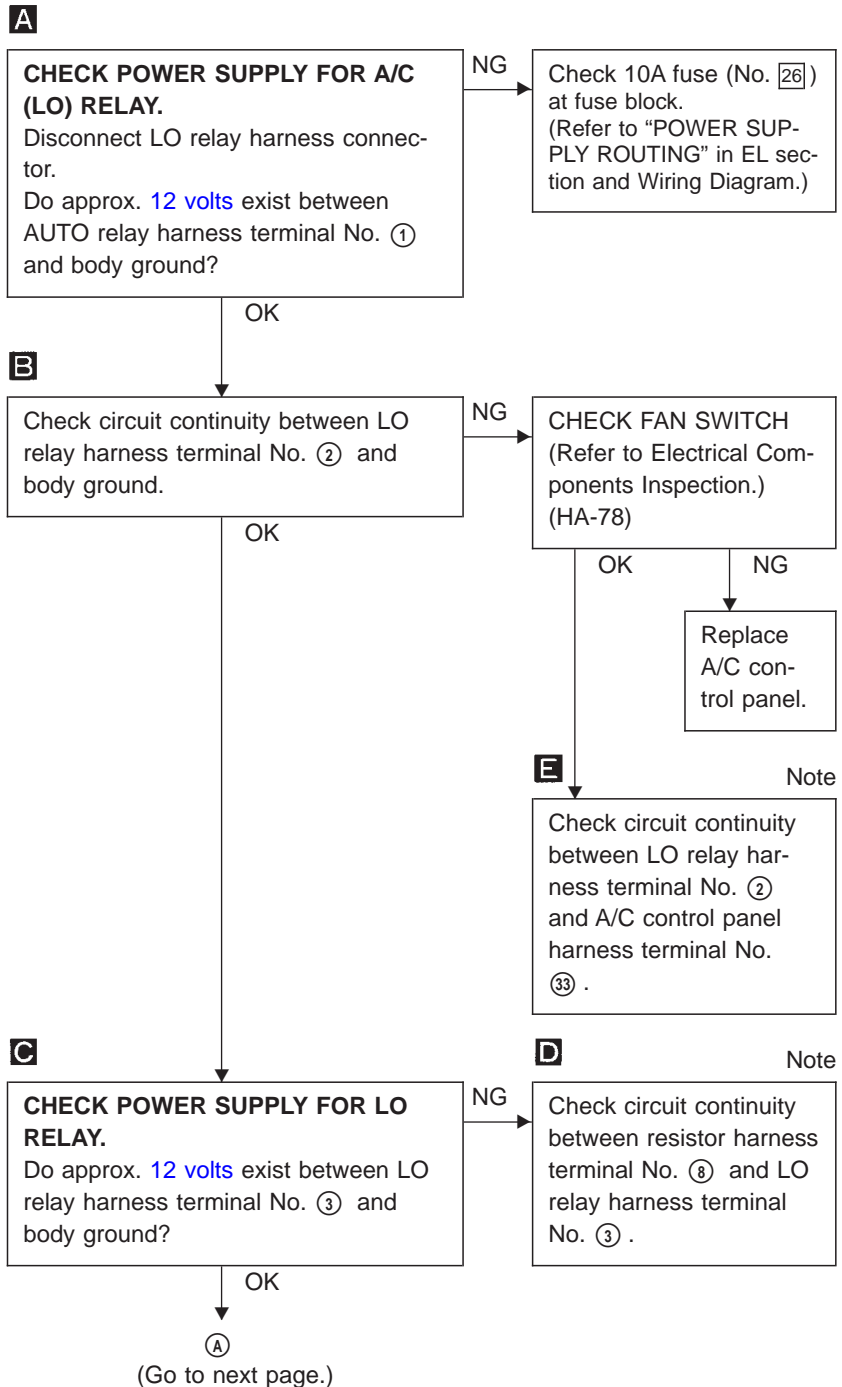 A
CHECK POWER SUPPLY FOR A/C
(LO) RELAY.
Disconnect LO relay harness connec-
tor.
Do approx. 12 volts exist between
AUTO relay harness terminal No. ①
and body ground?
NG
Check 10A fuse (No. 26)
at fuse block.
(Refer to “POWER SUP-
PLY ROUTING” in EL sec-
tion and Wiring Diagram.)
OK
B
Check circuit continuity between LO
relay harness terminal No. ② and
body ground.
NG
CHECK FAN SWITCH
(Refer to Electrical Com-
ponents Inspection.)
(HA-78)
OK
OK
NG
Replace
A/C con-
trol panel.
E
Note
Check circuit continuity
between LO relay har-
ness terminal No. ②
and A/C control panel
harness terminal No.
㉝ .
C
CHECK POWER SUPPLY FOR LO
RELAY.
Do approx. 12 volts exist between LO
relay harness terminal No. ③ and
body ground?
NG
D
Note
Check circuit continuity
between resistor harness
terminal No. ⑧ and LO
relay harness terminal
No. ③ .
OK
Ⓐ
(Go to next page.)